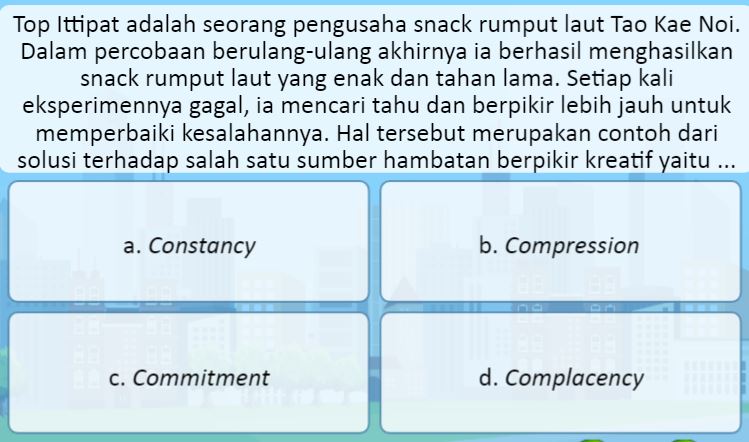 Top Ittipat adalah seorang pengusaha snack rumput laut Tao Kae Noi.
Dalam percobaan berulang-ulang akhirnya ia berhasil menghasilkan
snack rumput laut yang enak dan tahan lama. Setiap kali
eksperimennya gagal, ia mencari tahu dan berpikir lebih jauh untuk
memperbaiki kesalahannya. Hal tersebut merupakan contoh dari
solusi terhadap salah satu sumber hambatan berpikir kreatif yaitu ...
a. Constancy
b. Compression
c. Commitment
d. Complacency